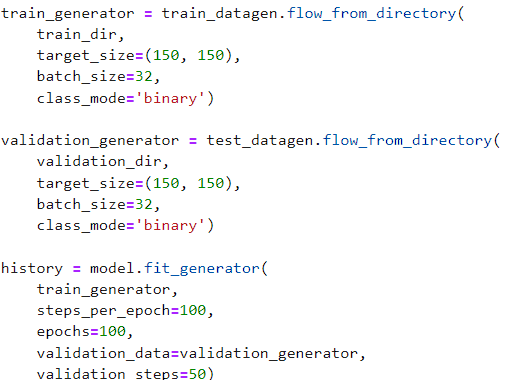 train_generator = train_datagen.flow_from_directory(
    train_dir,
    target_size=(150, 150),
    batch_size=32,
    class_mode='binary')

validation_generator = test_datagen.flow_from_directory(
    validation_dir,
    target_size=(150, 150),
    batch_size=32,
    class_mode='binary')

history = model.fit_generator(
    train_generator,
    steps_per_epoch=100,
    epochs=100,
    validation_data=validation_generator,
    validation_steps=50)